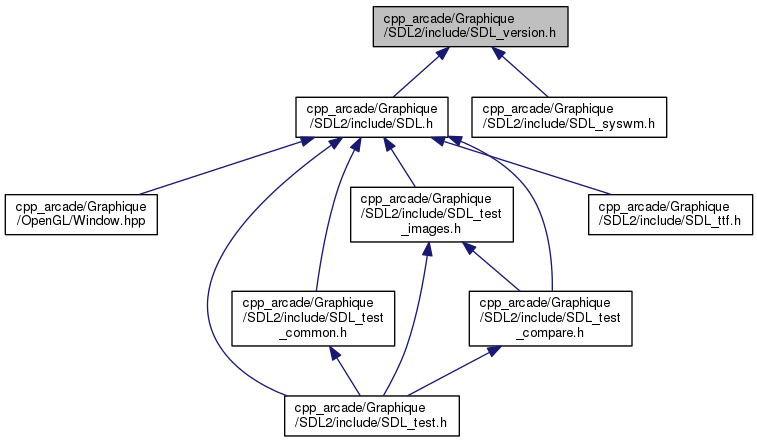 cpp_arcade/Graphique
/SDL2/include/SDL_version.h
cpp_arcade/Graphique
/SDL2/include/SDL.h
cpp_arcade/Graphique
/SDL2/include/SDL_syswm.h
cpp_arcade/Graphique
/OpenGL/Window.hpp
cpp_arcade/Graphique
/SDL2/include/SDL_test
_images.h
cpp_arcade/Graphique
/SDL2/include/SDL_ttf.h
cpp_arcade/Graphique
/SDL2/include/SDL_test
_common.h
cpp_arcade/Graphique
/SDL2/include/SDL_test
_compare.h
cpp_arcade/Graphique
/SDL2/include/SDL_test.h